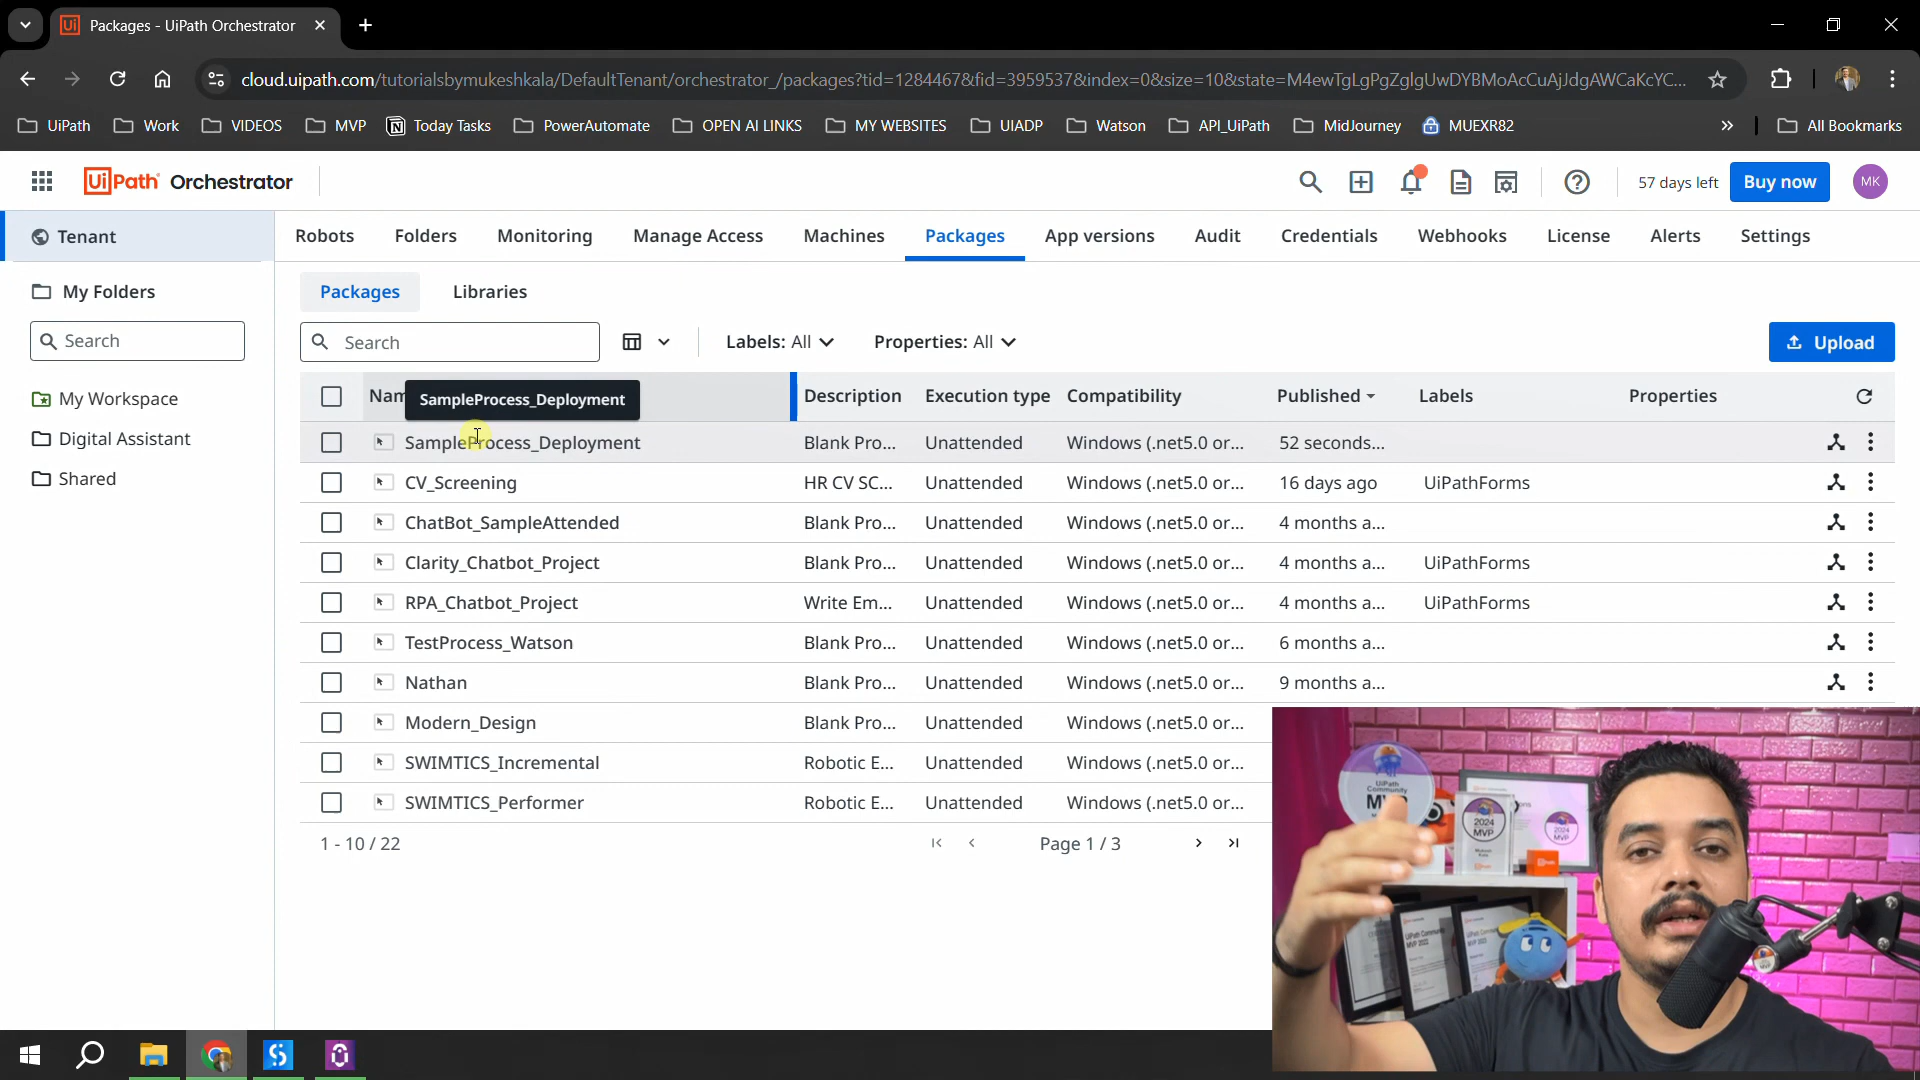 Packages - UiPath Orchestrator
cloud.uipath.com/tutorialsbymukeshkala/DefaultTenant/orchestrator_/packages?tid=1284467&fid=3959537&index=0&size=10&state=M4ewTgLgPgZglgUwDYBMoAcCuAjJdgAWCaKcYC...
UiPath Work VIDEOS MVP Today Tasks PowerAutomate OPEN AI LINKS MY WEBSITES UIADP Watson API_UiPath MidJourney MUEXR82 » All Bookmarks
UiPath Orchestrator 57 days left Buy now MK
Tenant Robots Folders Monitoring Manage Access Machines Packages App versions Audit Credentials Webhooks License Alerts Settings
My Folders Packages Libraries
Search Search Labels: All Properties: All Upload
Description Execution type Compatibility Published Labels Properties
SampleProcess_Deployment
My Workspace
Digital Assistant
Shared
SampleProcess_Deployment Blank Pro... Unattended Windows (.net5.0 or... 52 seconds...
CV_Screening HR CV SC... Unattended Windows (.net5.0 or... 16 days ago UiPathForms
ChatBot_SampleAttended Blank Pro... Unattended Windows (.net5.0 or... 4 months a...
Clarity_Chatbot_Project Blank Pro... Unattended Windows (.net5.0 or... 4 months a... UiPathForms
RPA_Chatbot_Project Write Em... Unattended Windows (.net5.0 or... 4 months a... UiPathForms
TestProcess_Watson Blank Pro... Unattended Windows (.net5.0 or... 6 months a...
Nathan Blank Pro... Unattended Windows (.net5.0 or... 9 months a...
Modern_Design Blank Pro... Unattended Windows (.net5.0 or...
SWIMTICS_Incremental Robotic E... Unattended Windows (.net5.0 or...
SWIMTICS_Performer Robotic E... Unattended Windows (.net5.0 or...
1 - 10 / 22 Page 1 / 3
UiPath
Community
2024
MVP
2024
MVP